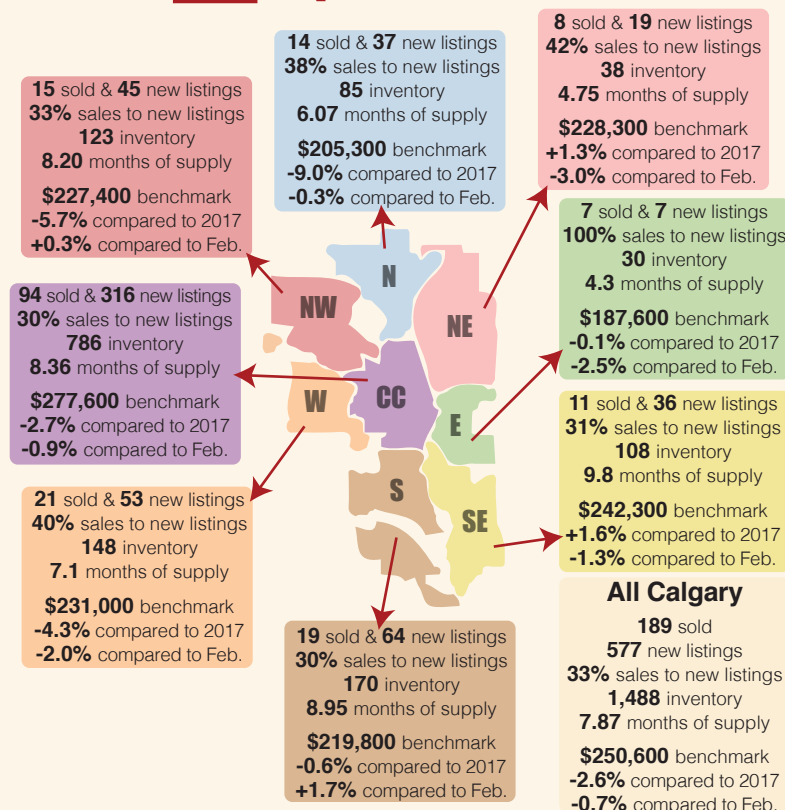 14 sold & 37 new listings
38% sales to new listings
85 inventory
6.07 months of supply
$205,300 benchmark
-9.0% compared to 2017
-0.3% compared to Feb.
8 sold & 19 new listings
42% sales to new listings
38 inventory
4.75 months of supply
$228,300 benchmark
+1.3% compared to 2017
-3.0% compared to Feb.
15 sold & 45 new listings
33% sales to new listings
123 inventory
8.20 months of supply
$227,400 benchmark
-5.7% compared to 2017
+0.3% compared to Feb.
7 sold & 7 new listings
100% sales to new listings
30 inventory
4.3 months of supply
$187,600 benchmark
-0.1% compared to 2017
-2.5% compared to Feb.
N
NW
NE
W
CC
E
S
SE
94 sold & 316 new listings
30% sales to new listings
786 inventory
8.36 months of supply
$277,600 benchmark
-2.7% compared to 2017
-0.9% compared to Feb.
11 sold & 36 new listings
31% sales to new listings
108 inventory
9.8 months of supply
$242,300 benchmark
+1.6% compared to 2017
-1.3% compared to Feb.
21 sold & 53 new listings
40% sales to new listings
148 inventory
7.1 months of supply
$231,000 benchmark
-4.3% compared to 2017
-2.0% compared to Feb.
19 sold & 64 new listings
30% sales to new listings
170 inventory
8.95 months of supply
$219,800 benchmark
-0.6% compared to 2017
+1.7% compared to Feb.
All Calgary
189 sold
577 new listings
33% sales to new listings
1,488 inventory
7.87 months of supply
$250,600 benchmark
-2.6% compared to 2017
-0.7% compared to Feb.